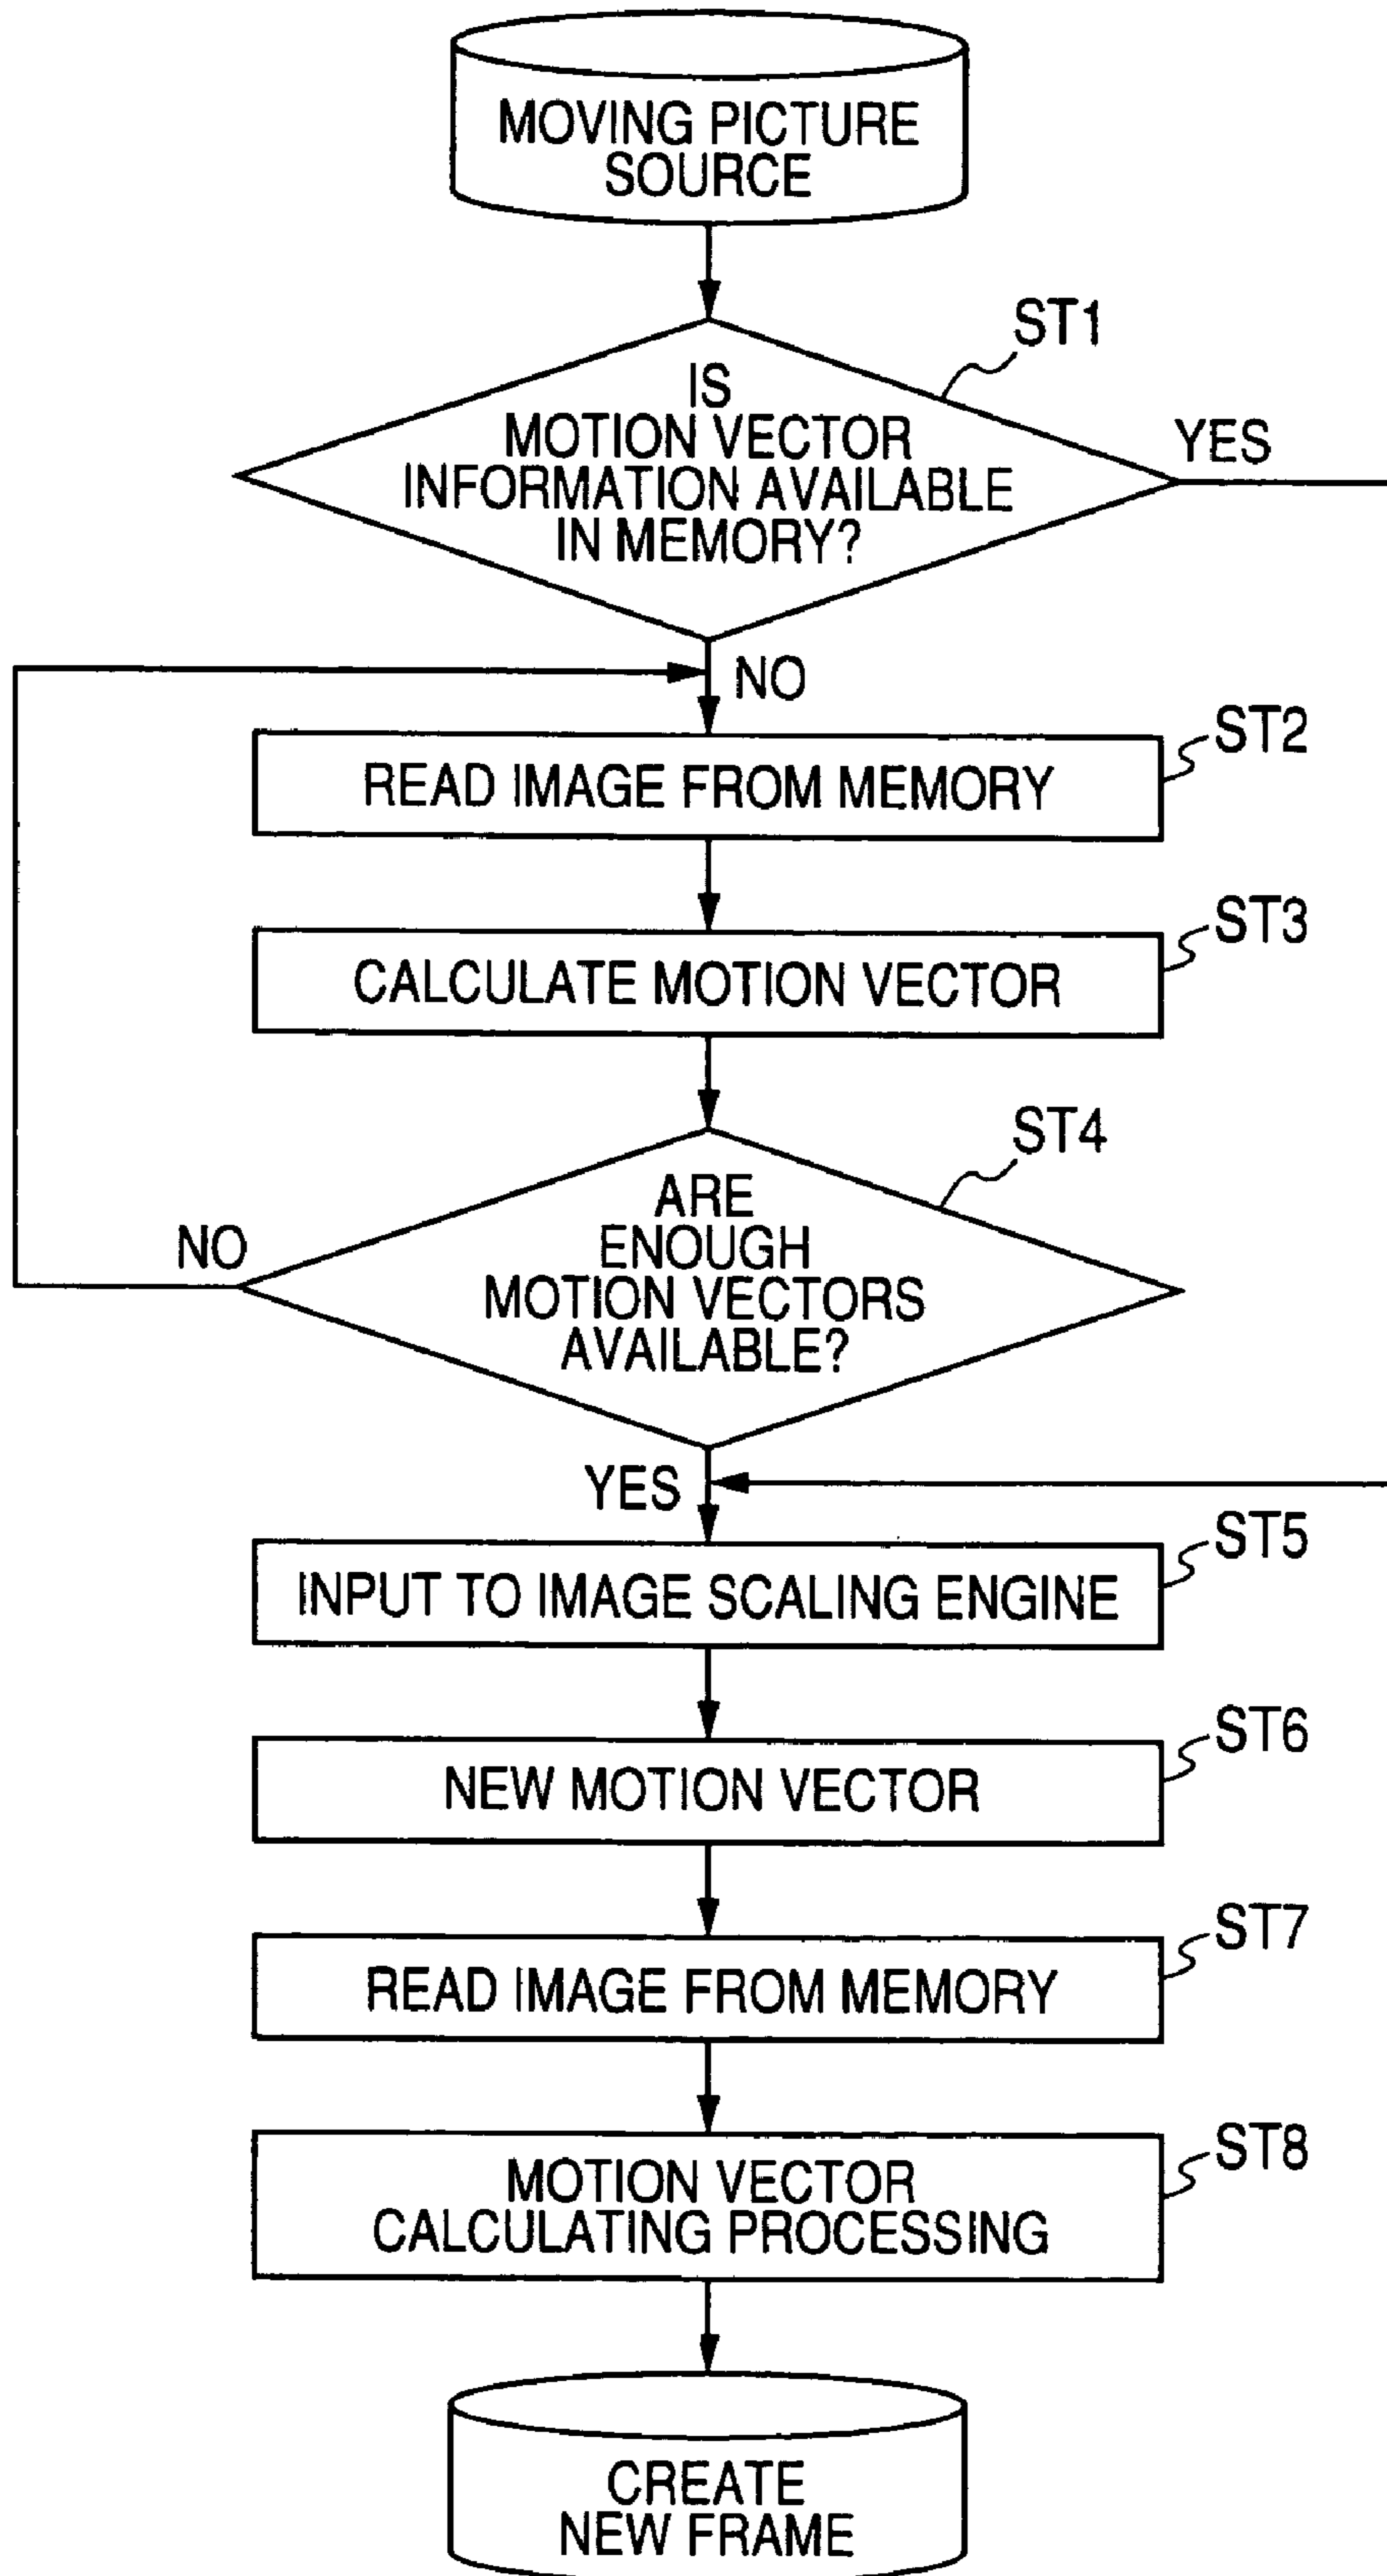 MOVING PICTURE
SOURCE
ST1
IS
MOTION VECTOR
INFORMATION AVAILABLE
IN MEMORY?
YES
NO
ST2
READ IMAGE FROM MEMORY
ST3
CALCULATE MOTION VECTOR
ST4
ARE
ENOUGH
MOTION VECTORS
AVAILABLE?
NO
YES
ST5
INPUT TO IMAGE SCALING ENGINE
ST6
NEW MOTION VECTOR
ST7
READ IMAGE FROM MEMORY
ST8
MOTION VECTOR
CALCULATING PROCESSING
CREATE
NEW FRAME